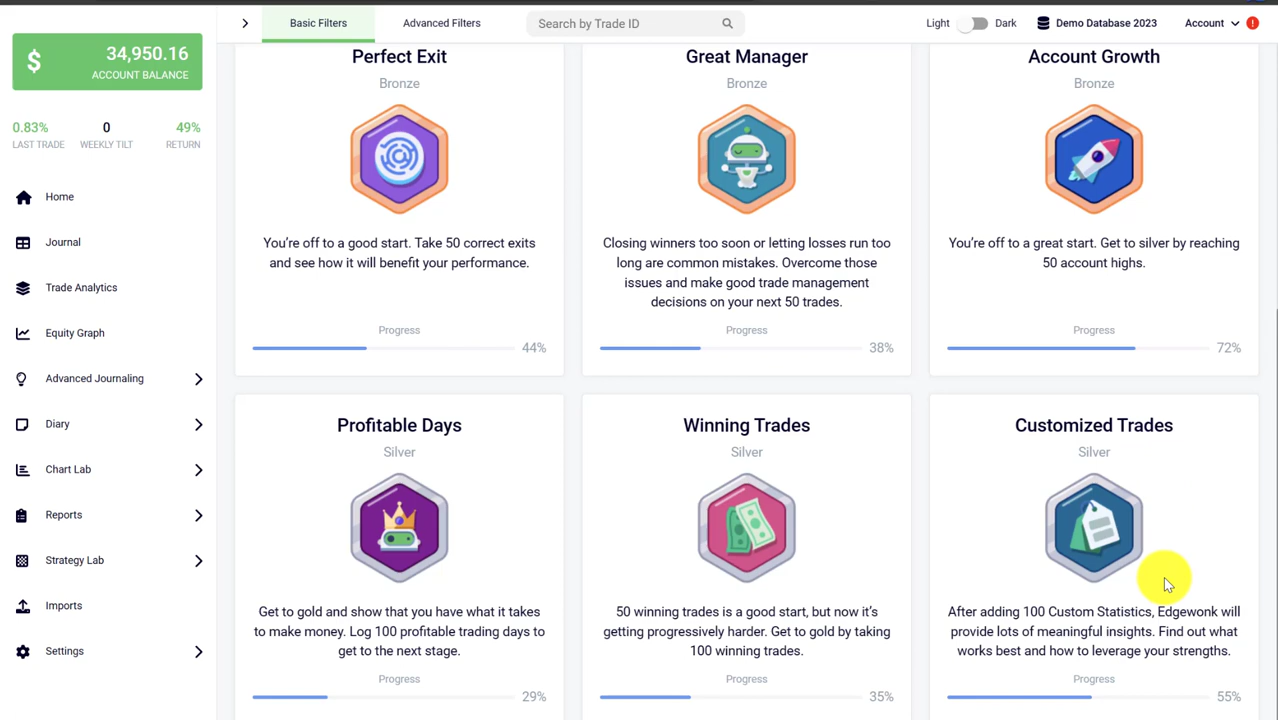 Basic Filters
Advanced Filters
Search by Trade ID
Light
Dark
Demo Database 2023
Account
!
$
34,950.16
ACCOUNT BALANCE
0.83%
LAST TRADE
0
WEEKLY TILT
49%
RETURN
Home
Journal
Trade Analytics
Equity Graph
Advanced Journaling
Diary
Chart Lab
Reports
Strategy Lab
Imports
Settings
Perfect Exit
Bronze
You're off to a good start. Take 50 correct exits
and see how it will benefit your performance.
Progress
44%
Great Manager
Bronze
Closing winners too soon or letting losses run too
long are common mistakes. Overcome those
issues and make good trade management
decisions on your next 50 trades.
Progress
38%
Account Growth
Bronze
You're off to a great start. Get to silver by reaching
50 account highs.
Progress
72%
Profitable Days
Silver
Get to gold and show that you have what it takes
to make money. Log 100 profitable trading days to
get to the next stage.
Progress
29%
Winning Trades
Silver
50 winning trades is a good start, but now it's
getting progressively harder. Get to gold by taking
100 winning trades.
Progress
35%
Customized Trades
Silver
After adding 100 Custom Statistics, Edgewonk will
provide lots of meaningful insights. Find out what
works best and how to leverage your strengths.
Progress
55%